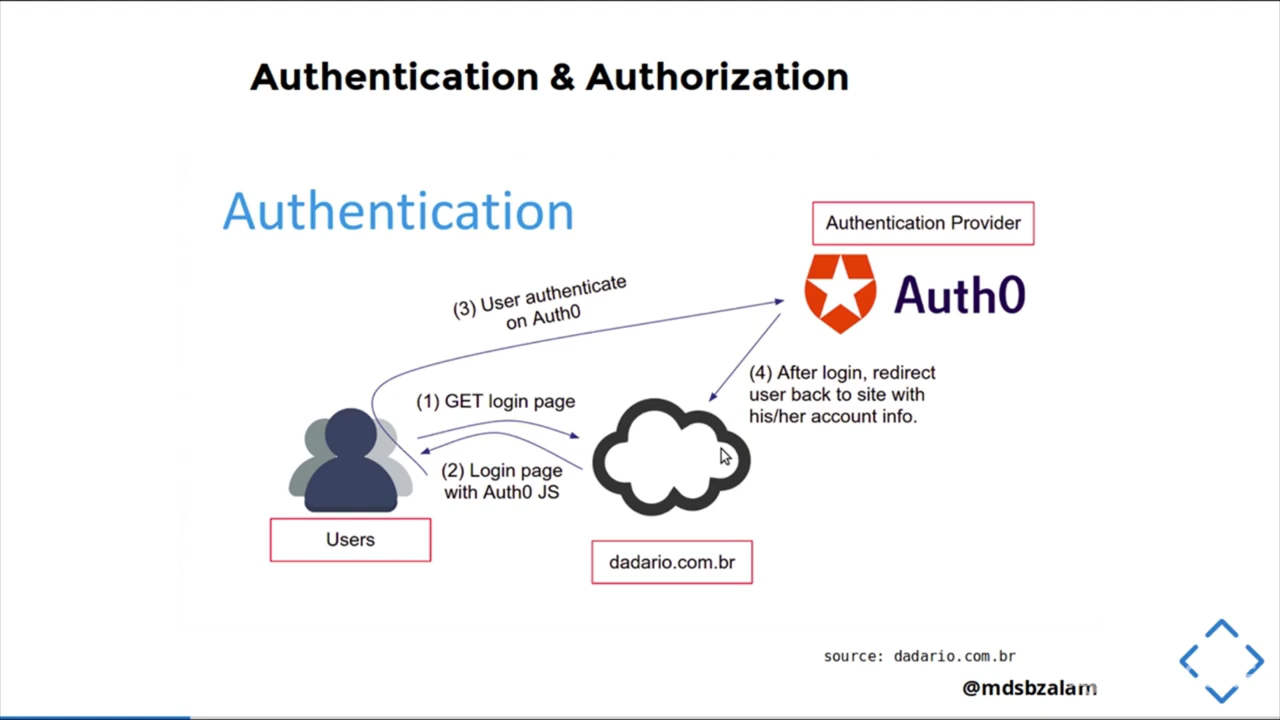 Authentication & Authorization
Authentication
Authentication Provider
Auth0
(3) User authenticate
on Auth0
(4) After login, redirect
user back to site with
his/her account info.
(1) GET login page
(2) Login page
with Auth0 JS
Users
dadario.com.br
source: dadario.com.br
@mdsbzalam